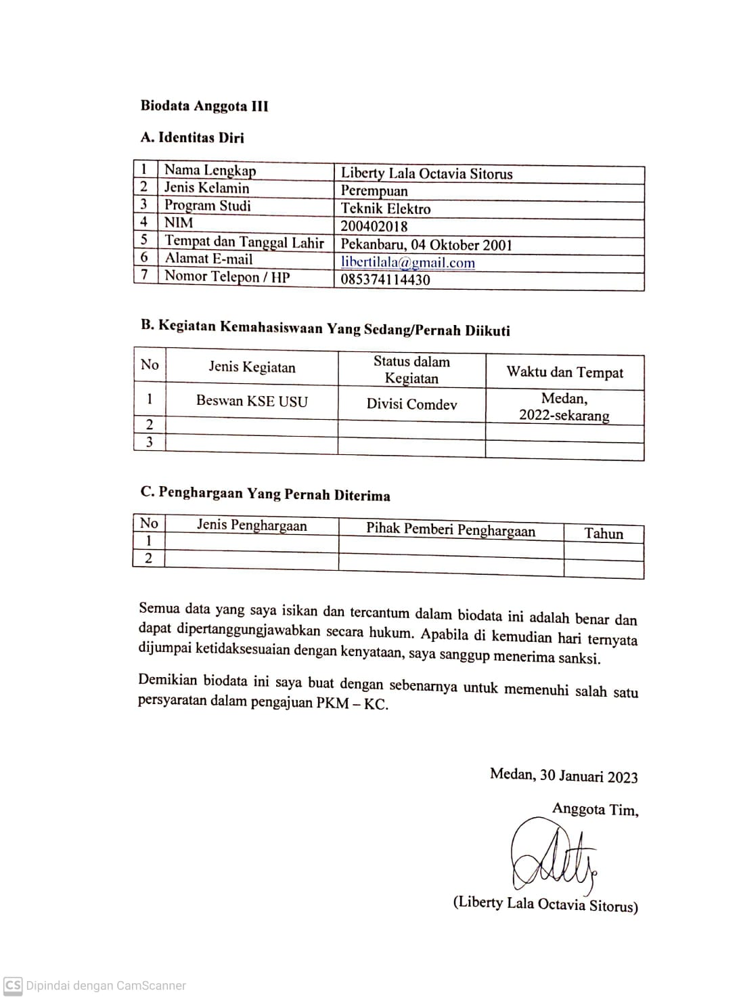 Biodata Anggota III
A. Identitas Diri
1 Nama Lengkap Liberty Lala Octavia Sitorus
2 Jenis Kelamin Perempuan
3 Program Studi Teknik Elektro
4 NIM 200402018
5 Tempat dan Tanggal Lahir Pekanbaru, 04 Oktober 2001
6 Alamat E-mail libertilala@gmail.com
7 Nomor Telepon / HP 085374114430
B. Kegiatan Kemahasiswaan Yang Sedang/Pernah Diikuti
No Jenis Kegiatan Status dalam Kegiatan Waktu dan Tempat
1 Beswan KSE USU Divisi Comdev Medan, 2022-sekarang
2
3
C. Penghargaan Yang Pernah Diterima
No Jenis Penghargaan Pihak Pemberi Penghargaan Tahun
1
2
Semua data yang saya isikan dan tercantum dalam biodata ini adalah benar dan
dapat dipertanggungjawabkan secara hukum. Apabila di kemudian hari ternyata
dijumpai ketidaksesuaian dengan kenyataan, saya sanggup menerima sanksi.
Demikian biodata ini saya buat dengan sebenarnya untuk memenuhi salah satu
persyaratan dalam pengajuan PKM – KC.
Medan, 30 Januari 2023
Anggota Tim,
(Liberty Lala Octavia Sitorus)
CS Dipindai dengan CamScanner